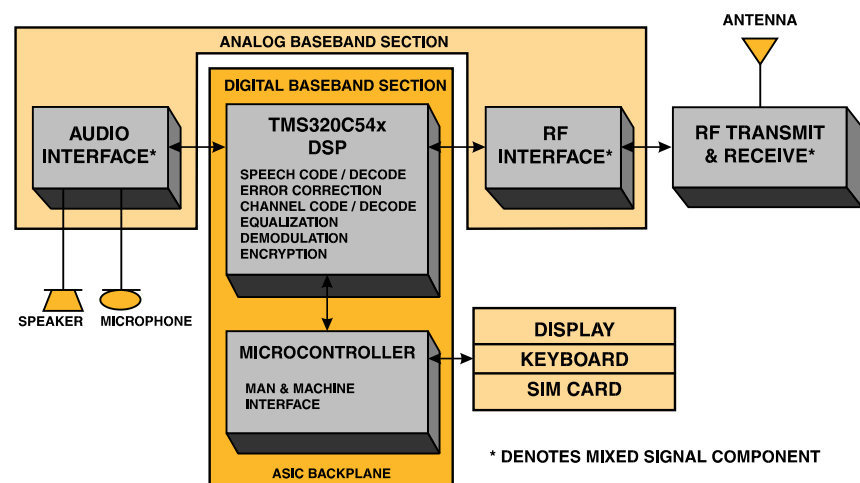 ANTENNA
ANALOG BASEBAND SECTION
DIGITAL BASEBAND SECTION
AUDIO
INTERFACE*
TMS320C54x
DSP
SPEECH CODE / DECODE
ERROR CORRECTION
CHANNEL CODE / DECODE
EQUALIZATION
DEMODULATION
ENCRYPTION
RF
INTERFACE*
RF TRANSMIT
& RECEIVE*
SPEAKER
MICROPHONE
MICROCONTROLLER
MAN & MACHINE
INTERFACE
DISPLAY
KEYBOARD
SIM CARD
* DENOTES MIXED SIGNAL COMPONENT
ASIC BACKPLANE